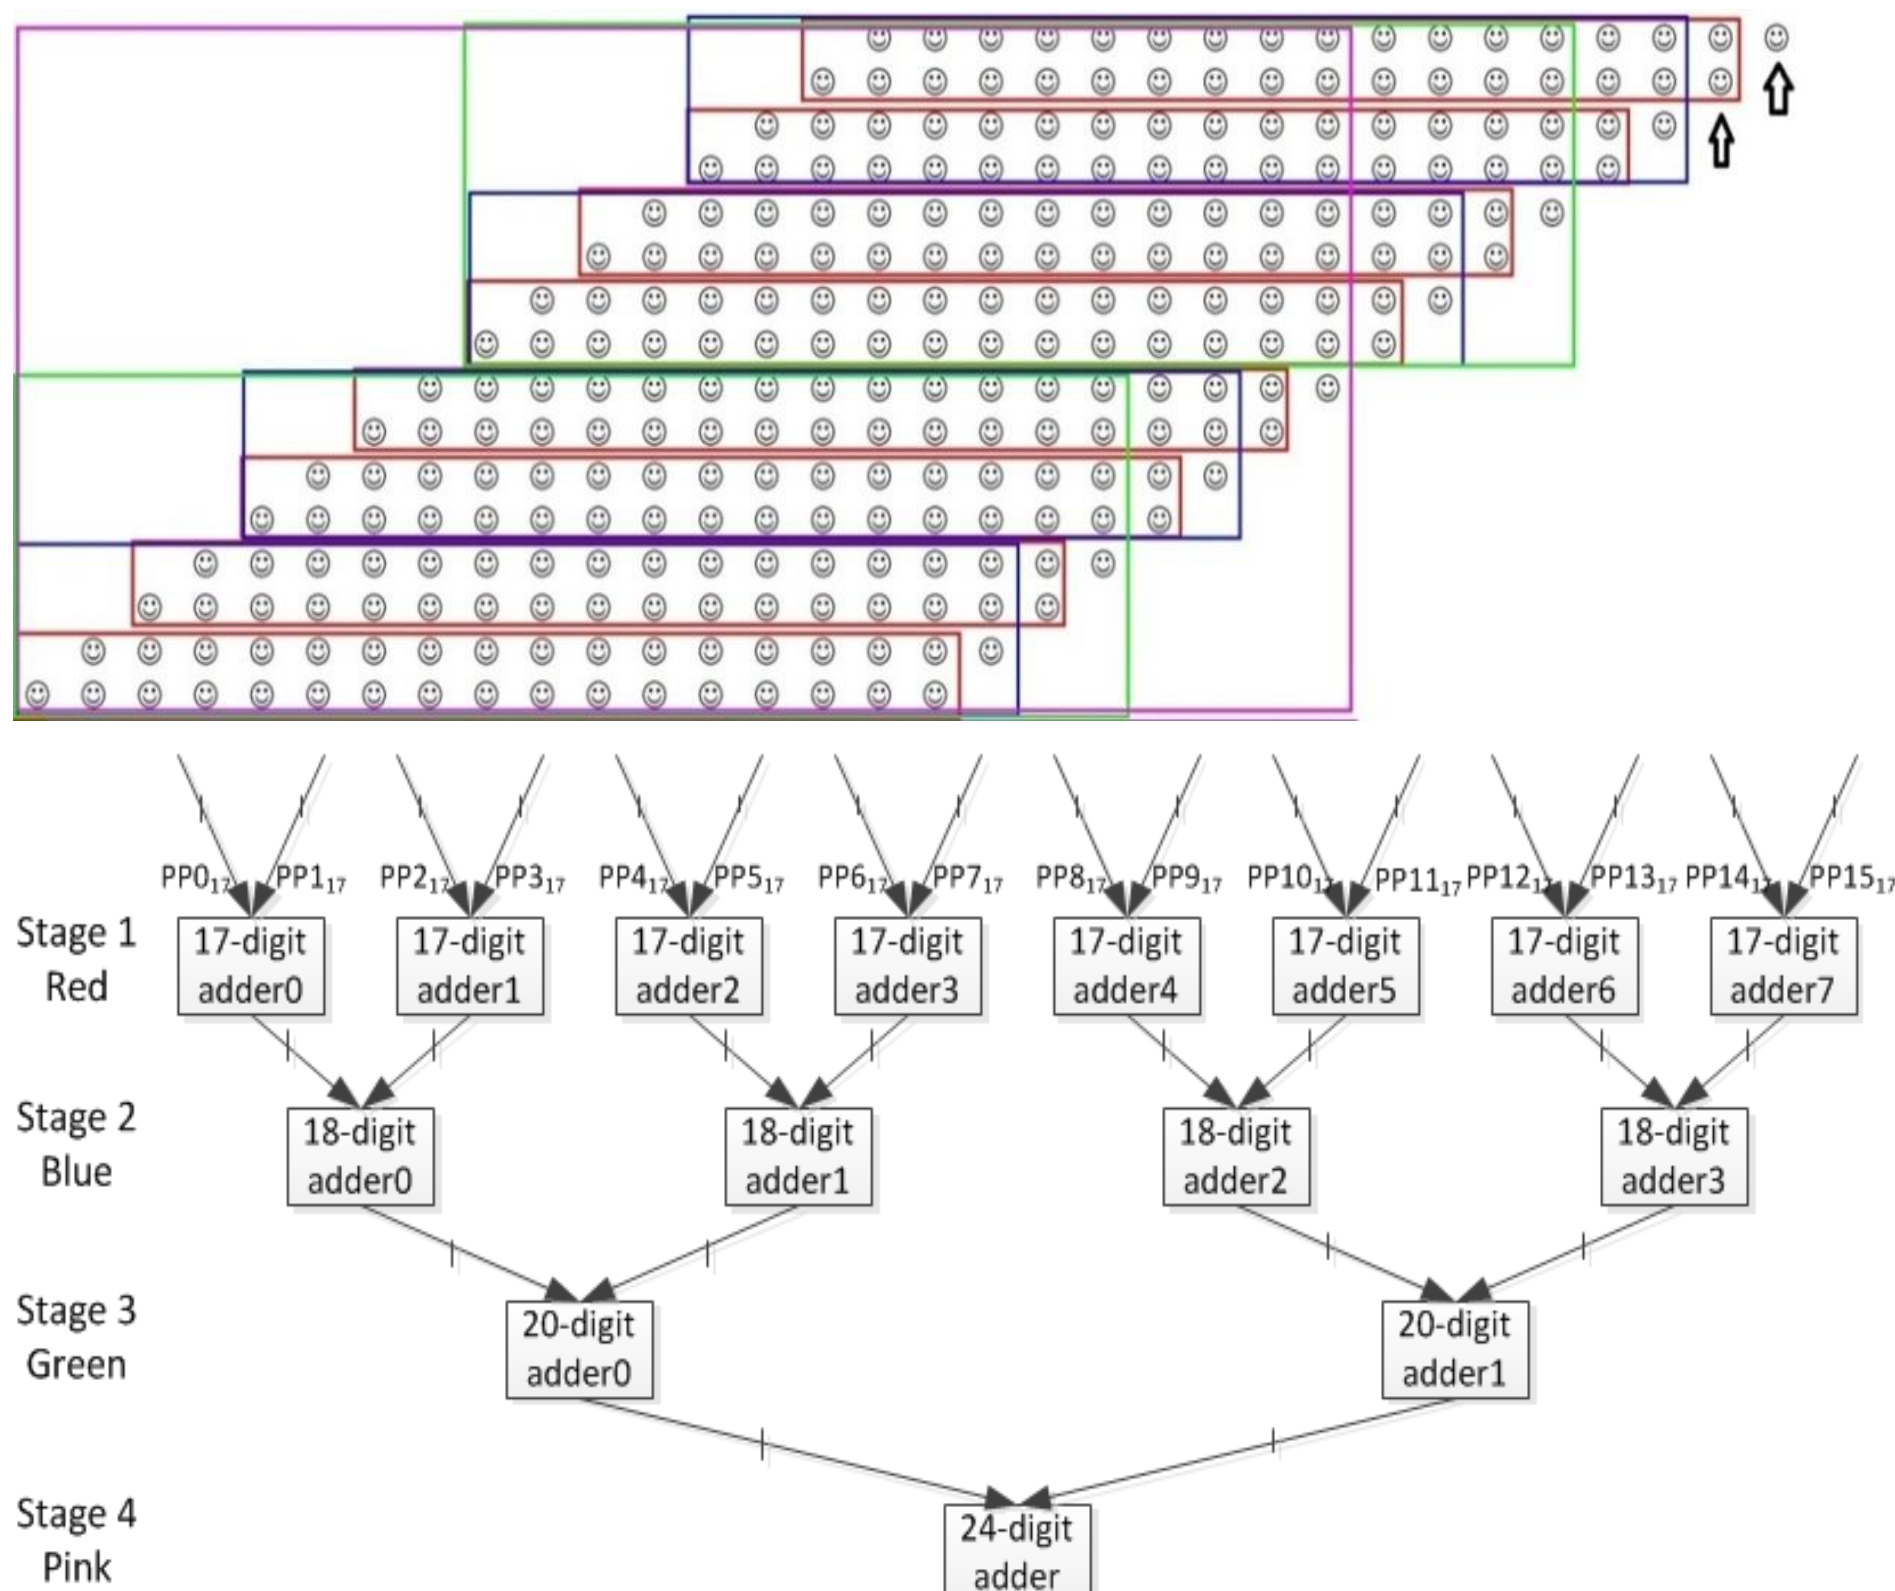 PP0₁₇ PP1₁₇ PP2₁₇ PP3₁₇ PP4₁₇ PP5₁₇ PP6₁₇ PP7₁₇ PP8₁₇ PP9₁₇ PP10₁₇ PP11₁₇ PP12₁₇ PP13₁₇ PP14₁₇ PP15₁₇
Stage 1
Red
17-digit
adder0
17-digit
adder1
17-digit
adder2
17-digit
adder3
17-digit
adder4
17-digit
adder5
17-digit
adder6
17-digit
adder7
Stage 2
Blue
18-digit
adder0
18-digit
adder1
18-digit
adder2
18-digit
adder3
Stage 3
Green
20-digit
adder0
20-digit
adder1
Stage 4
Pink
24-digit
adder